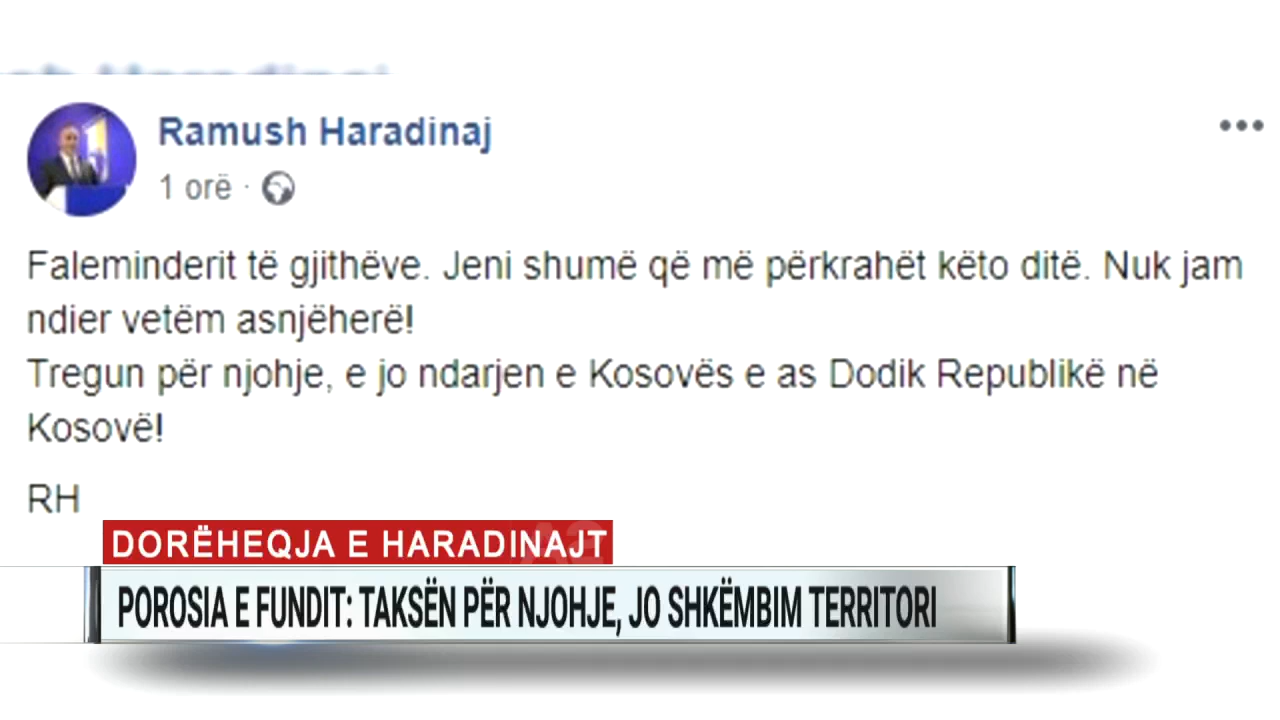 Ramush Haradinaj
1 orë ·
Faleminderit të gjithëve. Jeni shumë që më përkrahët këto ditë. Nuk jam
ndier vetëm asnjëherë!
Tregun për njohje, e jo ndarjen e Kosovës e as Dodik Republikë në
Kosovë!
RH
DORËHEQJA E HARADINAJT
POROSIA E FUNDIT: TAKSËN PËR NJOHJE, JO SHKËMBIM TERRITORI